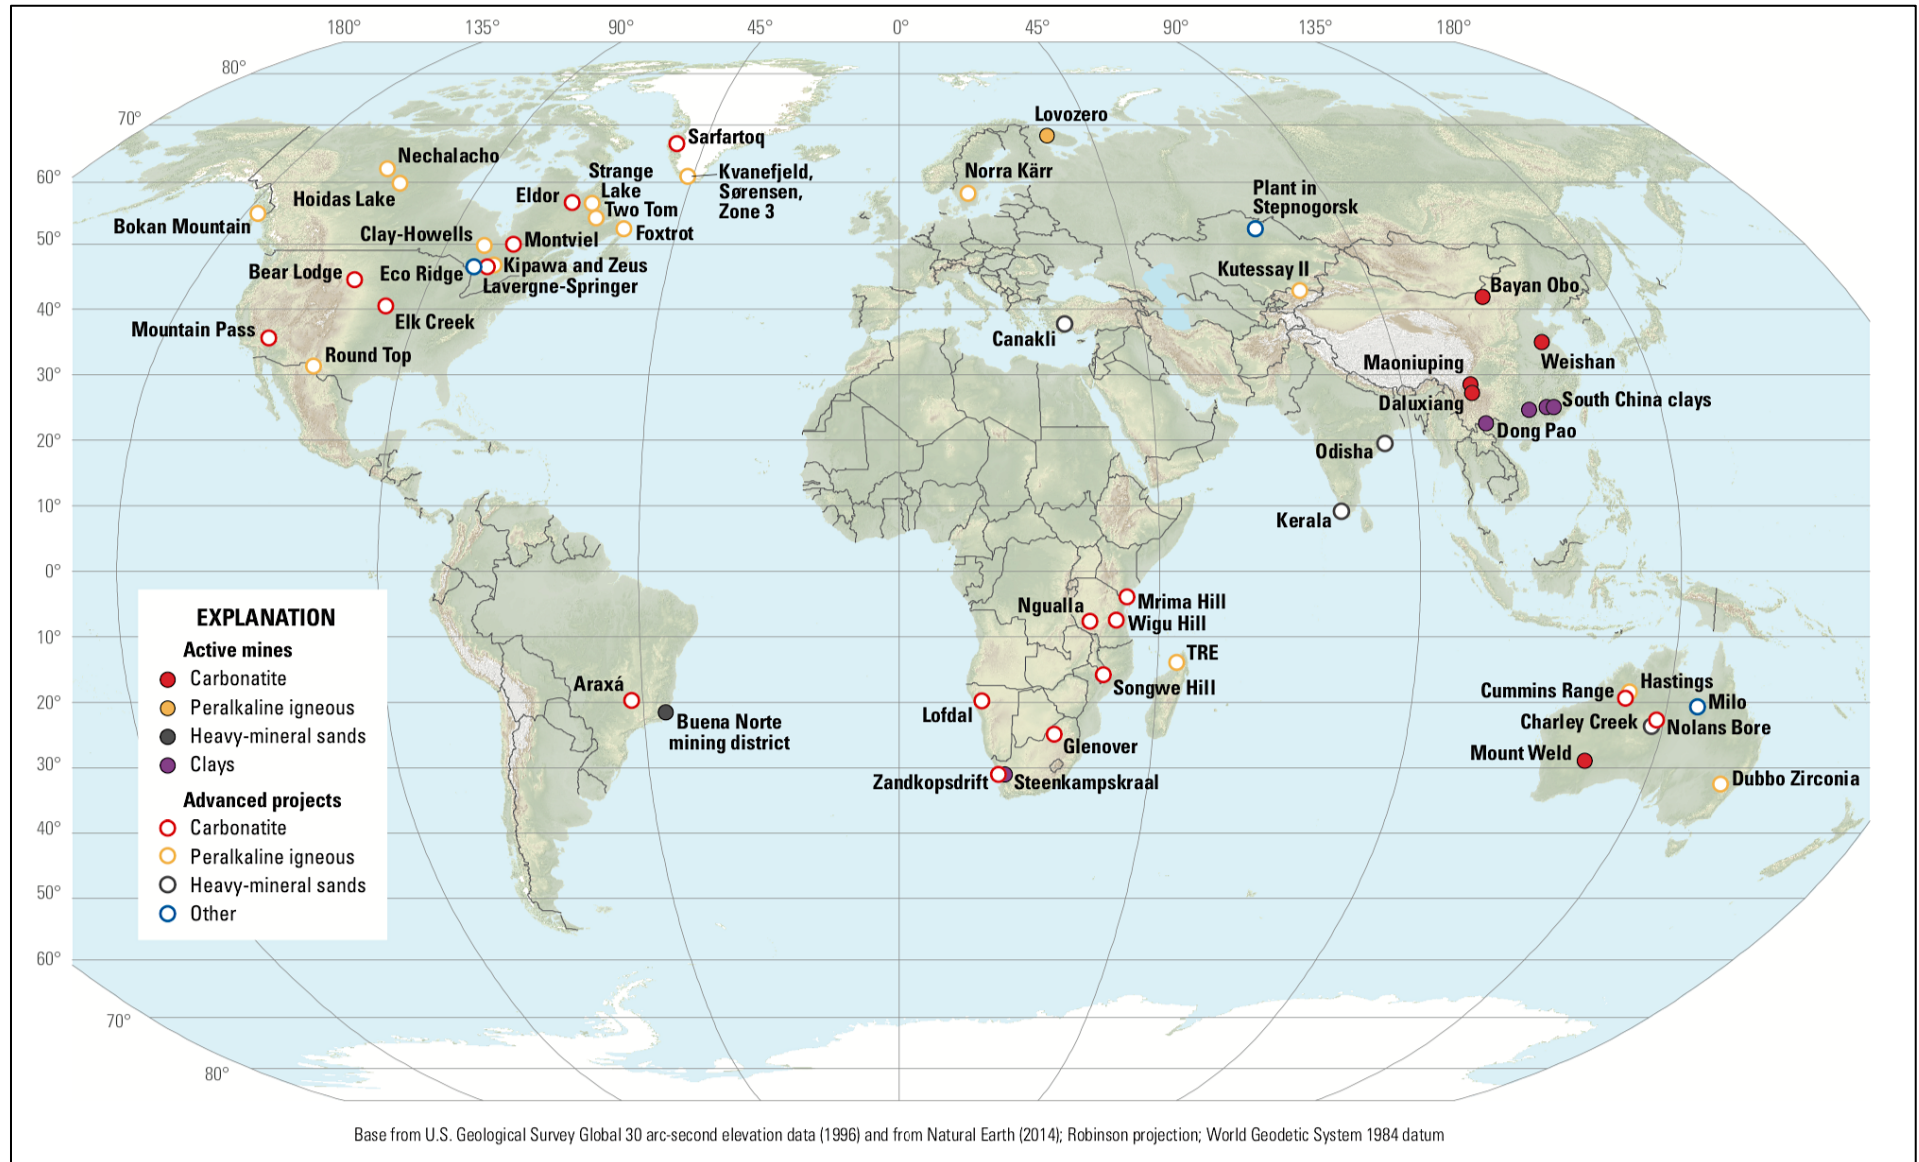 180°
135°
90°
45°
0°
45°
90°
135°
180°
80°
70°
60°
50°
40°
30°
20°
10°
0°
10°
20°
30°
40°
50°
60°
70°
80°
Nechalacho
Hoidas Lake
Bokan Mountain
Clay-Howells
Bear Lodge
Eco Ridge
Elk Creek
Mountain Pass
Round Top
Sarfartoq
Strange
Lake
Eldor
Two Tom
Foxtrot
Montviel
Kipawa and Zeus
Lavergne-Springer
Kvanefjeld,
Sørensen,
Zone 3
Lovozero
Norra Kärr
Plant in
Stepnogorsk
Kutessay II
Canakli
Bayan Obo
Weishan
Maoniuping
Daluxiang
South China clays
Dong Pao
Odisha
Kerala
Ngualla
Mrima Hill
Wigu Hill
TRE
Songwe Hill
Lofdal
Glenover
Zandkopsdrift
Steenkampskraal
Araxá
Buena Norte
mining district
Cummins Range
Hastings
Milo
Charley Creek
Nolans Bore
Mount Weld
Dubbo Zirconia
EXPLANATION
Active mines
Carbonatite
Peralkaline igneous
Heavy-mineral sands
Clays
Advanced projects
Carbonatite
Peralkaline igneous
Heavy-mineral sands
Other
Base from U.S. Geological Survey Global 30 arc-second elevation data (1996) and from Natural Earth (2014); Robinson projection; World Geodetic System 1984 datum